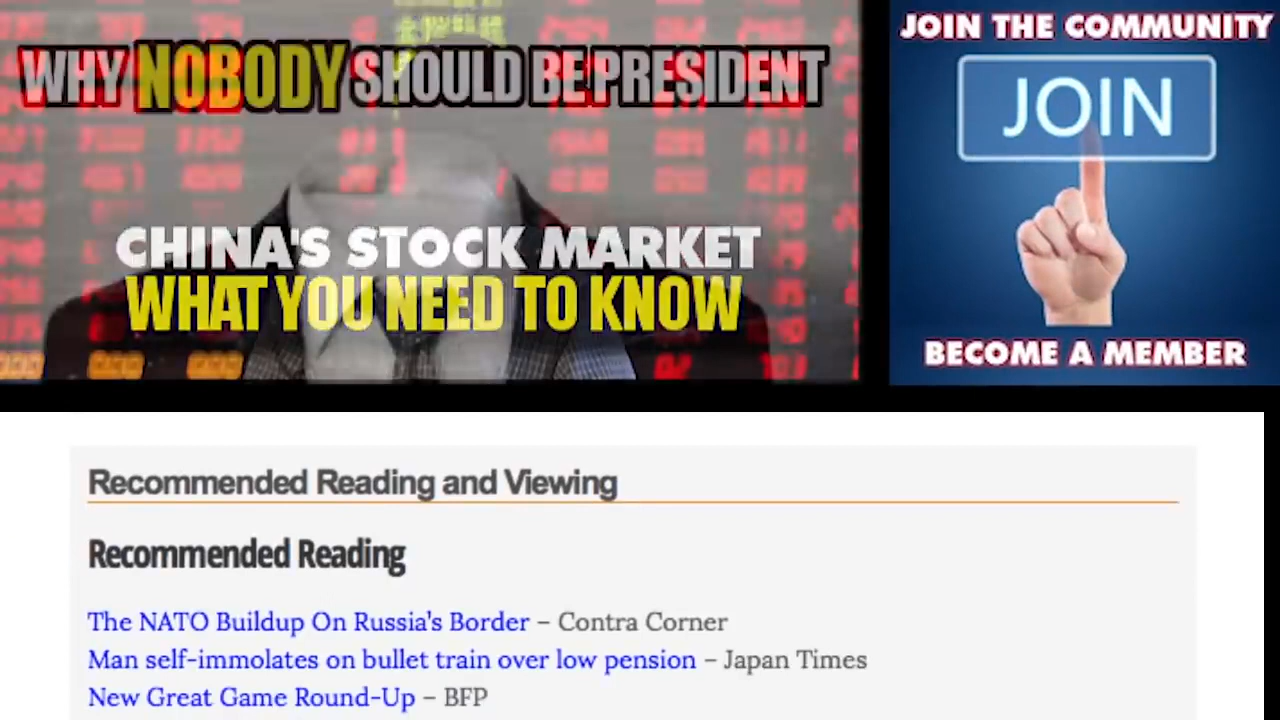 WHY NOBODY SHOULD BE PRESIDENT
CHINA'S STOCK MARKET
WHAT YOU NEED TO KNOW
JOIN THE COMMUNITY
JOIN
BECOME A MEMBER
Recommended Reading and Viewing
Recommended Reading
The NATO Buildup On Russia's Border – Contra Corner
Man self-immolates on bullet train over low pension – Japan Times
New Great Game Round-Up – BFP